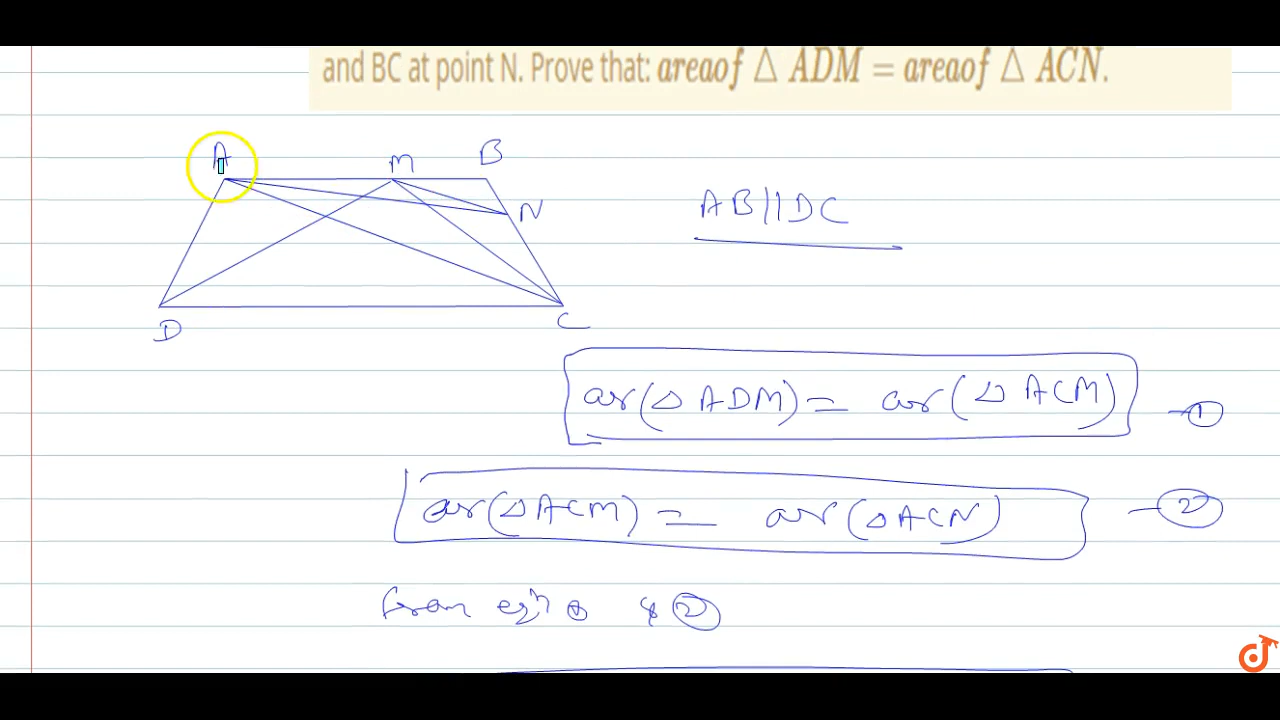 and BC at point N. Prove that: areaof △ ADM = areaof △ ACN.
A M B
N
AB||DC
D C
ar(△ ADM) = ar(△ ACM) —①
ar(△ACM) = ar(△ACN) —②
from eqⁿ ① & ②